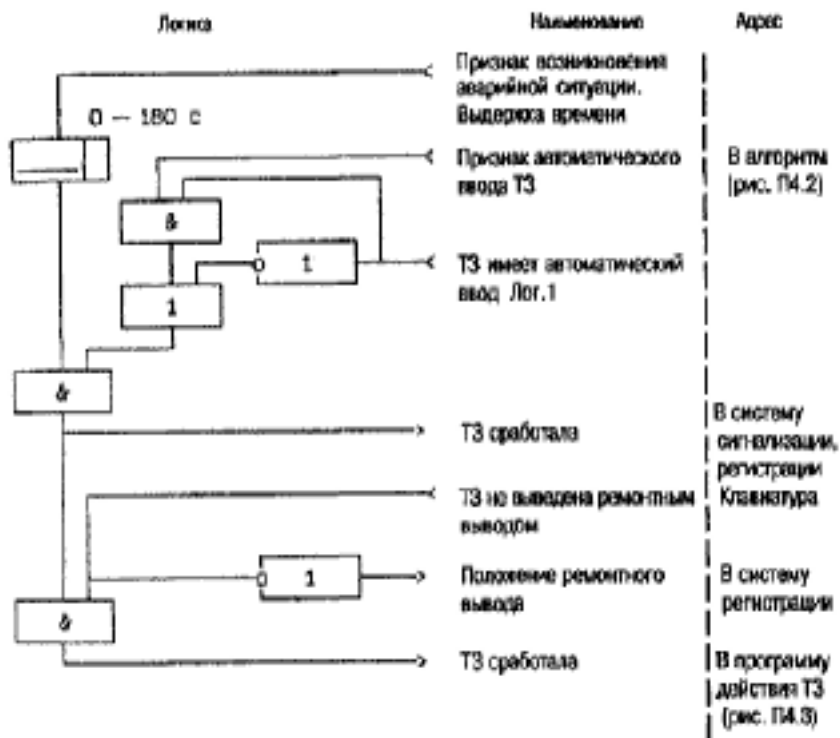 Логика Наименование Адрес
Признак возникновения
аварийной ситуации.
Выдержка времени
0 — 180 с
Признак автоматического
ввода ТЗ
В алгоритм
(рис. П4.2)
&
1
ТЗ имеет автоматический
ввод Лог.1
1
&
ТЗ сработала
В систему
сигнализации,
регистрации
ТЗ не выведена ремонтным
выводом
Клавиатура
1
Положение ремонтного
вывода
В систему
регистрации
&
ТЗ сработала
В программу
действия ТЗ
(рис. П4.3)